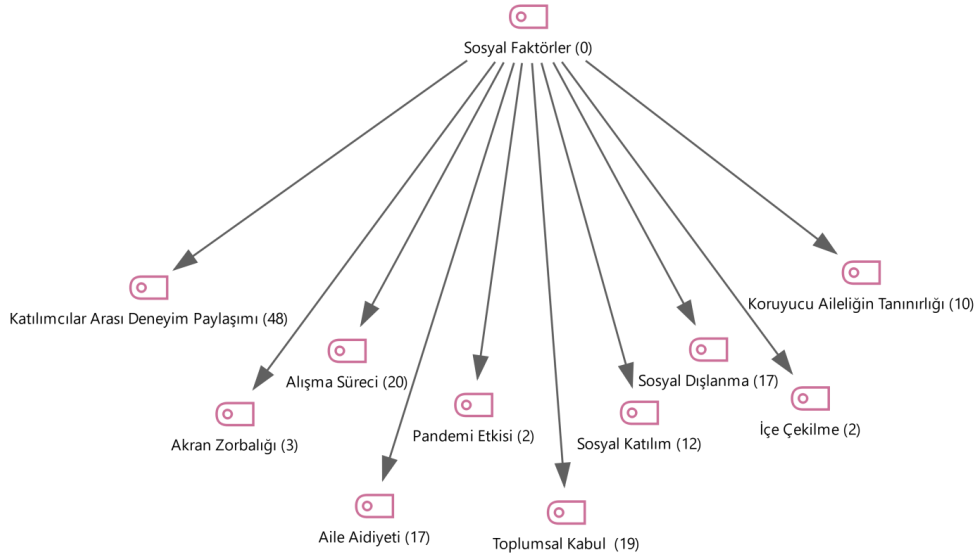 Sosyal Faktörler (0)
Katılımcılar Arası Deneyim Paylaşımı (48)
Koruyucu Aileliğin Tanınırlığı (10)
Alışma Süreci (20)
Sosyal Dışlanma (17)
Akran Zorbalığı (3)
Pandemi Etkisi (2)
Sosyal Katılım (12)
İçe Çekilme (2)
Aile Aidiyeti (17)
Toplumsal Kabul (19)